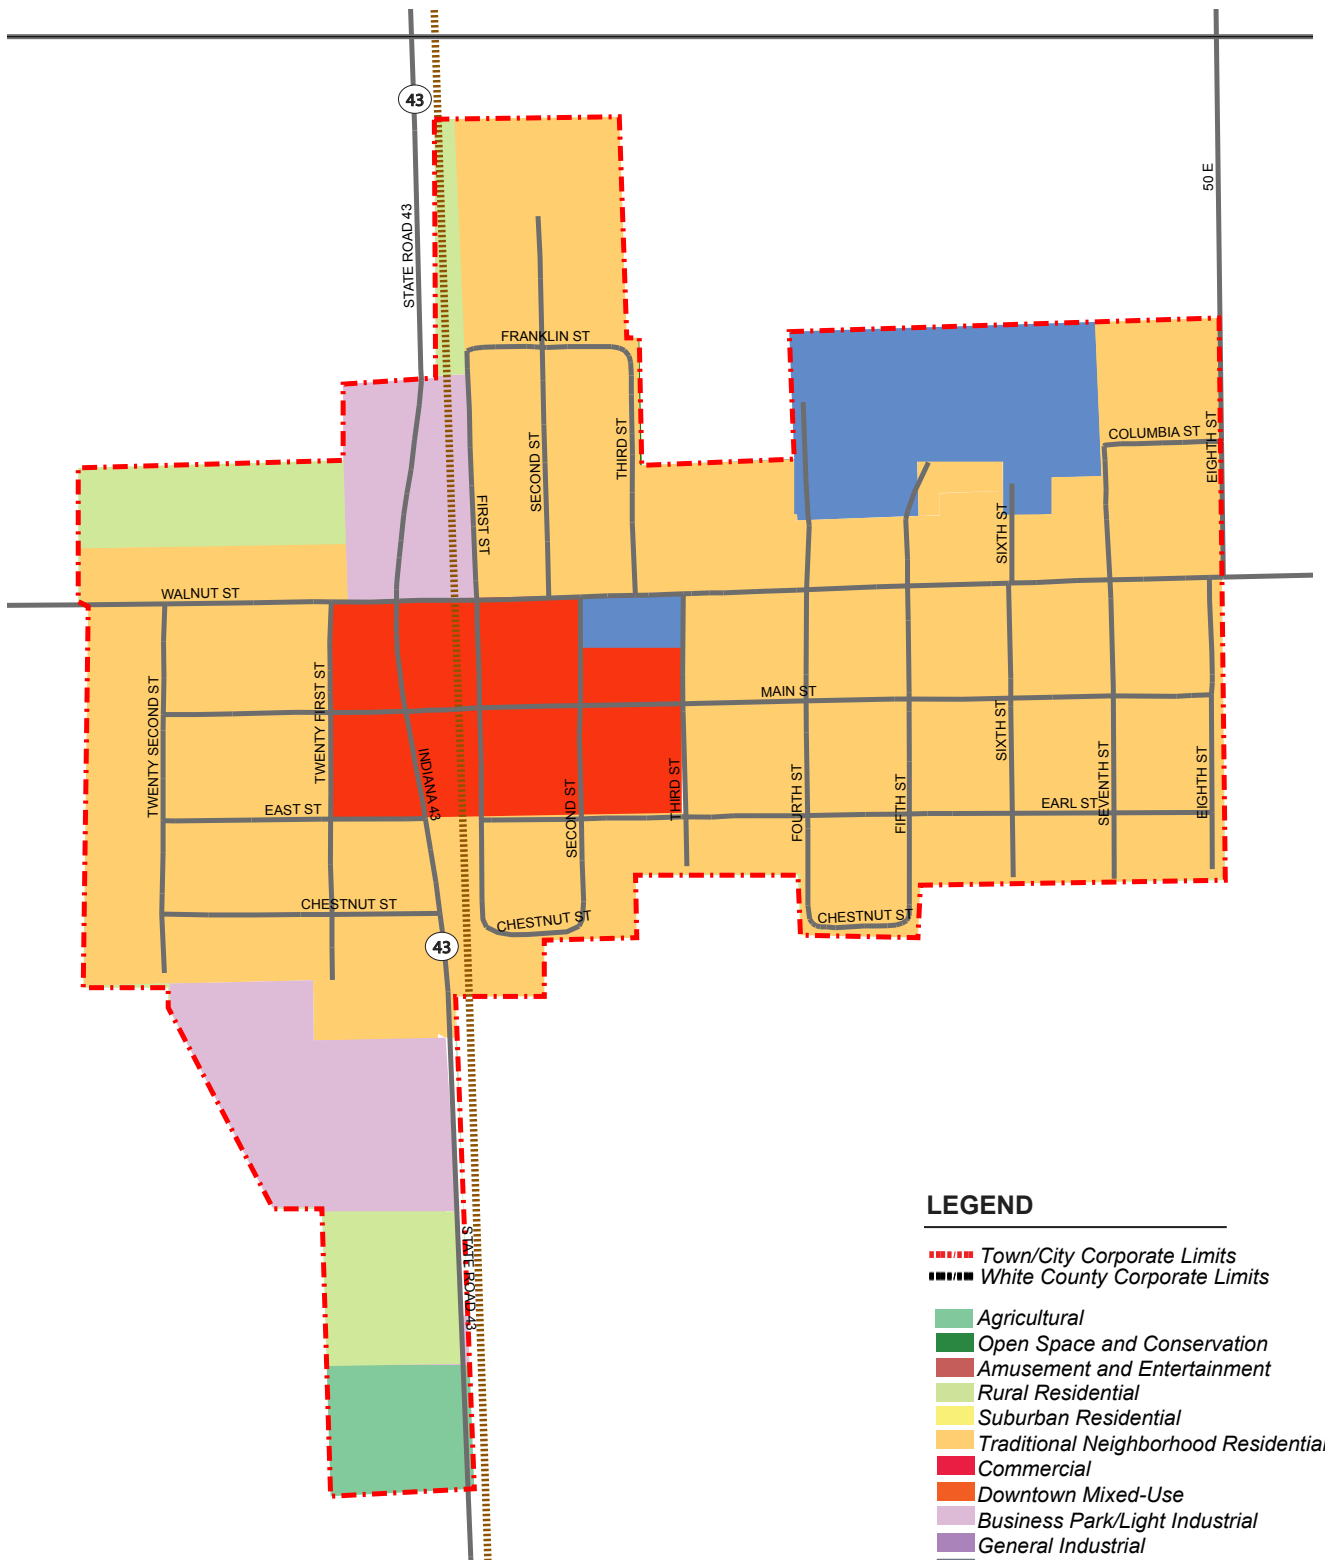 43
STATE ROAD 43
50 E
FRANKLIN ST
SECOND ST
THIRD ST
FIRST ST
COLUMBIA ST
EIGHTH ST
SIXTH ST
WALNUT ST
TWENTY SECOND ST
TWENTY FIRST ST
MAIN ST
INDIANA 43
EAST ST
SECOND ST
THIRD ST
FOURTH ST
FIFTH ST
SIXTH ST
EARL ST
SEVENTH ST
EIGHTH ST
CHESTNUT ST
CHESTNUT ST
CHESTNUT ST
43
STATE ROAD 43
LEGEND
Town/City Corporate Limits
White County Corporate Limits
Agricultural
Open Space and Conservation
Amusement and Entertainment
Rural Residential
Suburban Residential
Traditional Neighborhood Residential
Commercial
Downtown Mixed-Use
Business Park/Light Industrial
General Industrial